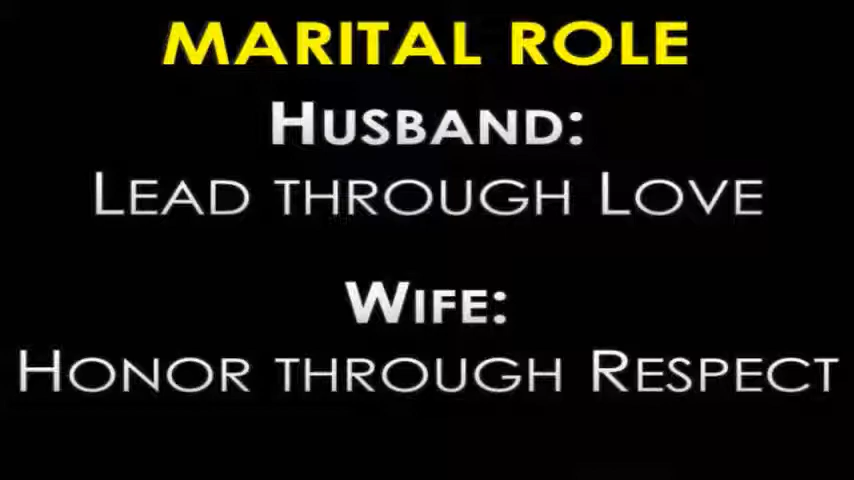 MARITAL ROLE
HUSBAND:
LEAD THROUGH LOVE
WIFE:
HONOR THROUGH RESPECT